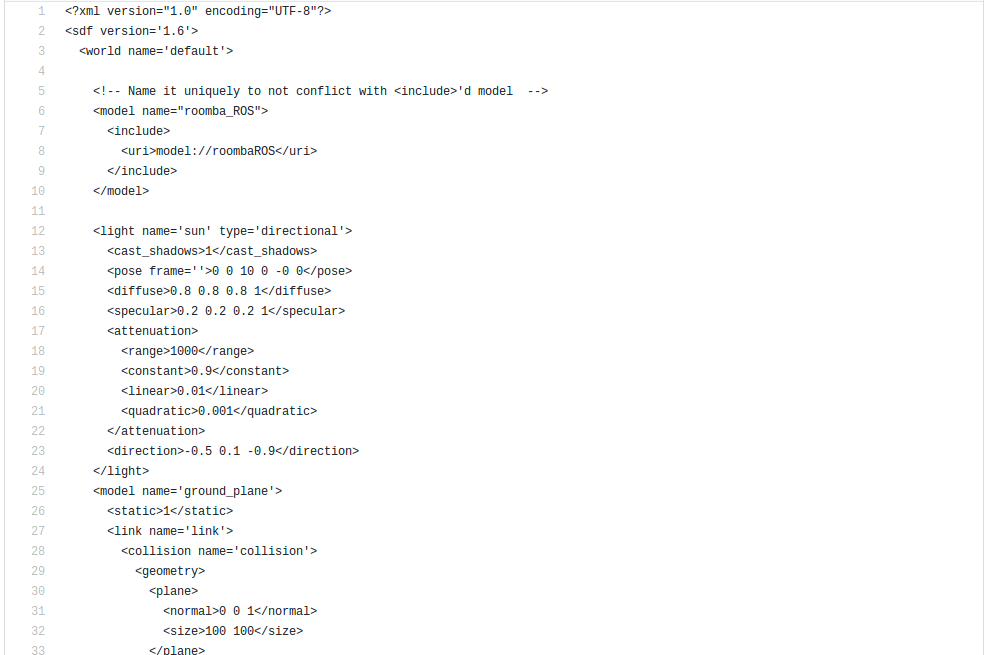 1 <?xml version="1.0" encoding="UTF-8"?>
2 <sdf version='1.6'>
3 <world name='default'>
4
5 <!-- Name it uniquely to not conflict with <include>'d model  -->
6 <model name="roomba_ROS">
7 <include>
8 <uri>model://roombaROS</uri>
9 </include>
10 </model>
11
12 <light name='sun' type='directional'>
13 <cast_shadows>1</cast_shadows>
14 <pose frame=''>0 0 10 0 -0 0</pose>
15 <diffuse>0.8 0.8 0.8 1</diffuse>
16 <specular>0.2 0.2 0.2 1</specular>
17 <attenuation>
18 <range>1000</range>
19 <constant>0.9</constant>
20 <linear>0.01</linear>
21 <quadratic>0.001</quadratic>
22 </attenuation>
23 <direction>-0.5 0.1 -0.9</direction>
24 </light>
25 <model name='ground_plane'>
26 <static>1</static>
27 <link name='link'>
28 <collision name='collision'>
29 <geometry>
30 <plane>
31 <normal>0 0 1</normal>
32 <size>100 100</size>
33 </plane>